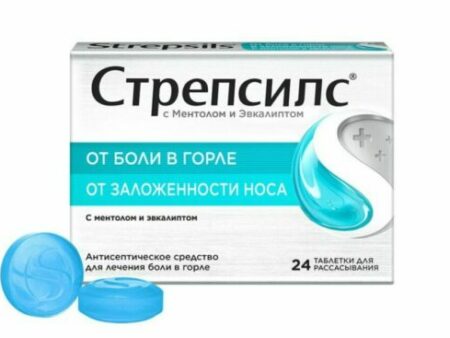 Strepsils
Стрепсилс®
с Ментолом и Эвкалиптом
ОТ БОЛИ В ГОРЛЕ
ОТ ЗАЛОЖЕННОСТИ НОСА
С ментолом и эвкалиптом
Антисептическое средство
для лечения боли в горле
24 ТАБЛЕТКИ ДЛЯ
РАССАСЫВАНИЯ